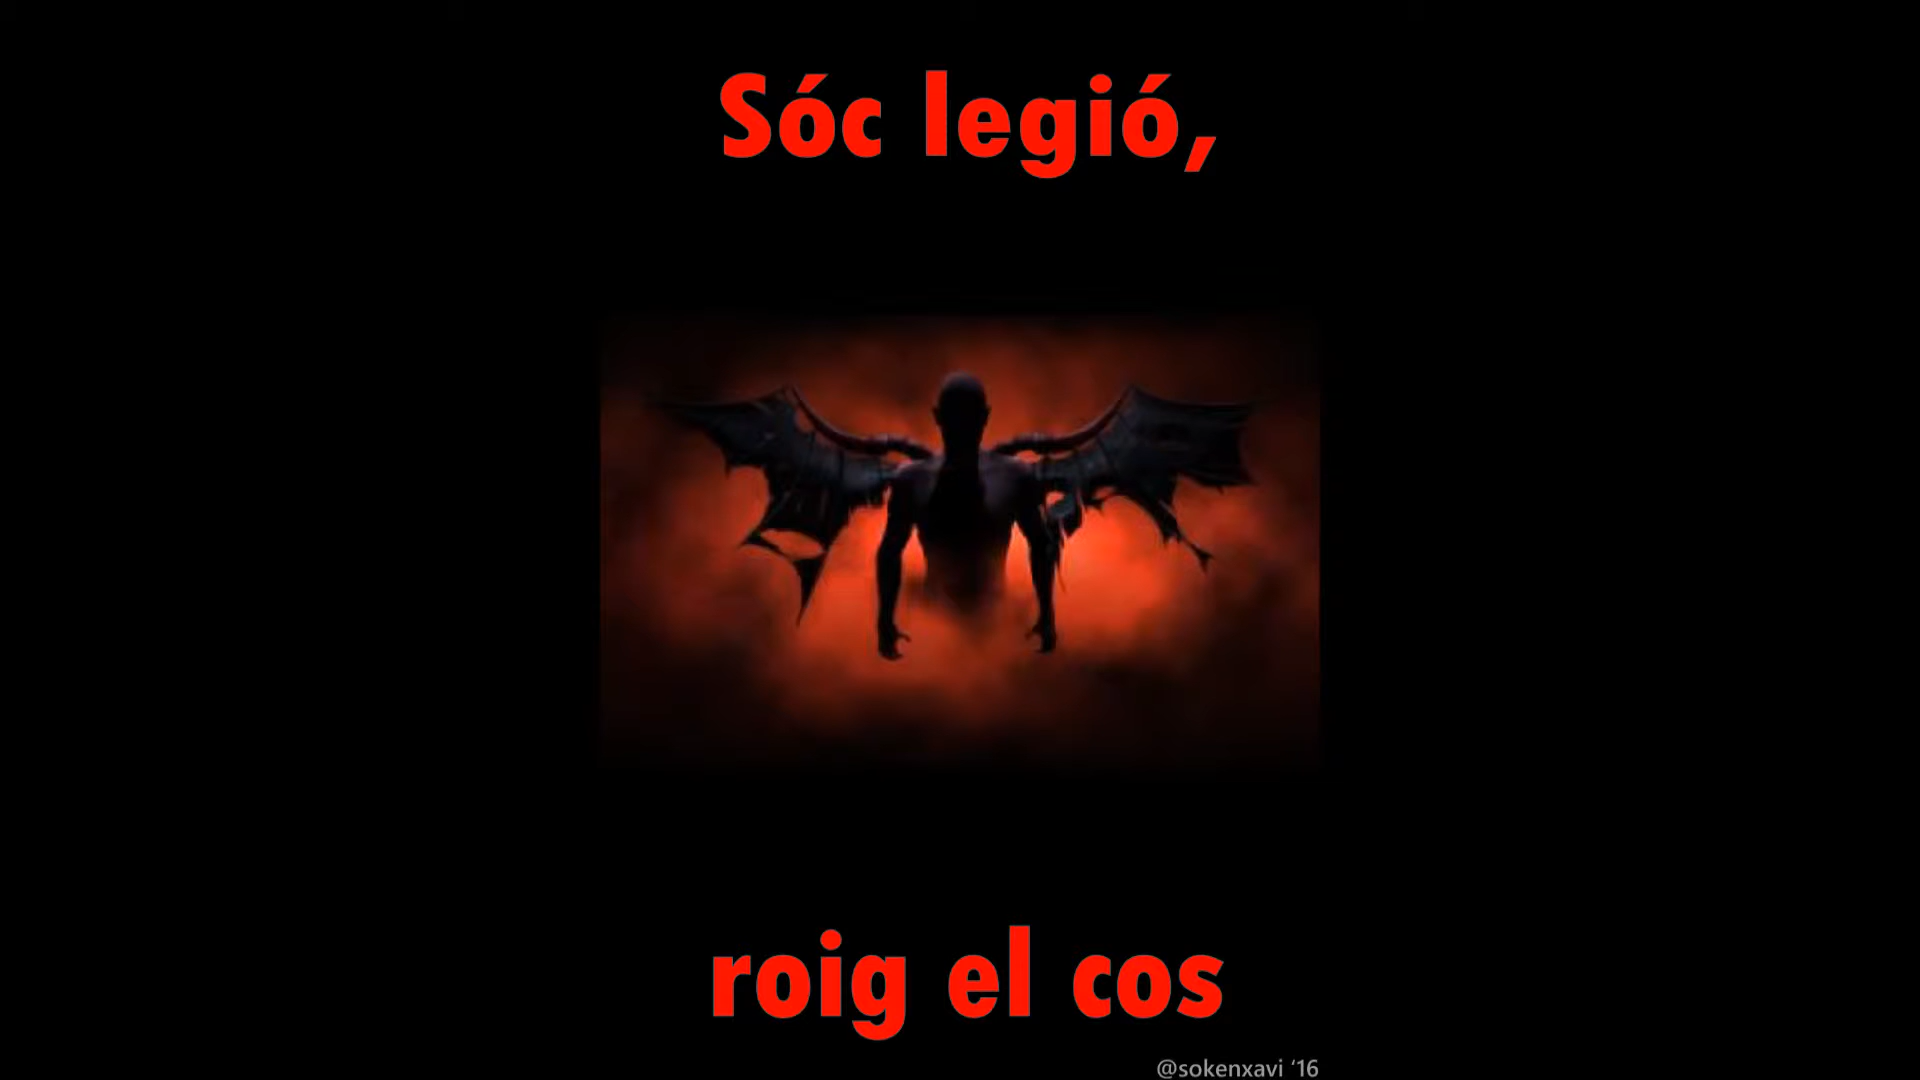 Sóc legió,
roig el cos
@sokenxavi ‘16